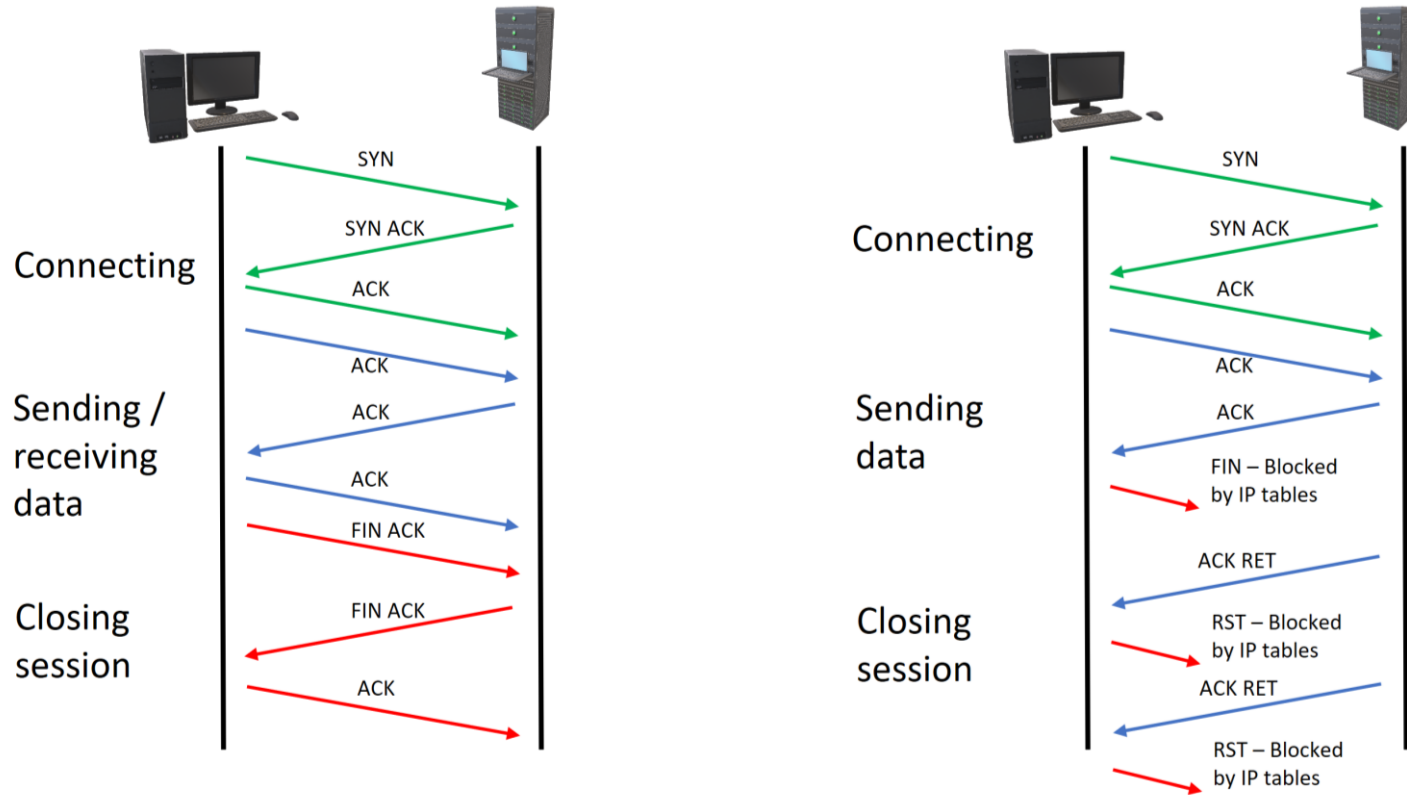 SYN
SYN ACK
Connecting
ACK
ACK
Sending /
receiving
data
ACK
ACK
FIN ACK
Closing
session
FIN ACK
ACK
SYN
Connecting
SYN ACK
ACK
ACK
Sending
data
ACK
FIN – Blocked
by IP tables
ACK RET
Closing
session
RST – Blocked
by IP tables
ACK RET
RST – Blocked
by IP tables